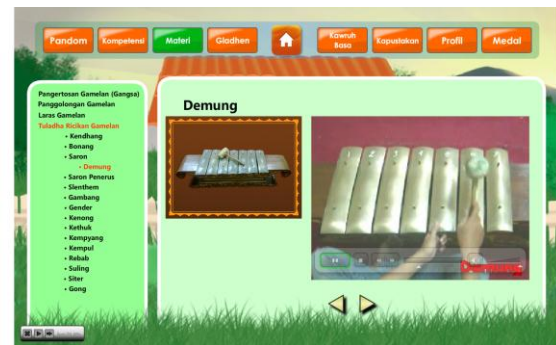 Pandom
Kompetensi
Materi
Gladhen
Kawruh
Basa
Kapustakan
Profil
Medal
Pangertosan Gamelan (Gangsa)
Panggolongan Gamelan
Laras Gamelan
Tuladha Ricikan Gamelan
• Kendhang
• Bonang
• Saron
• Demung
• Saron Penerus
• Slenthem
• Gambang
• Gender
• Kenong
• Kethuk
• Kempyang
• Kempul
• Rebab
• Suling
• Siter
• Gong
Demung
Demung